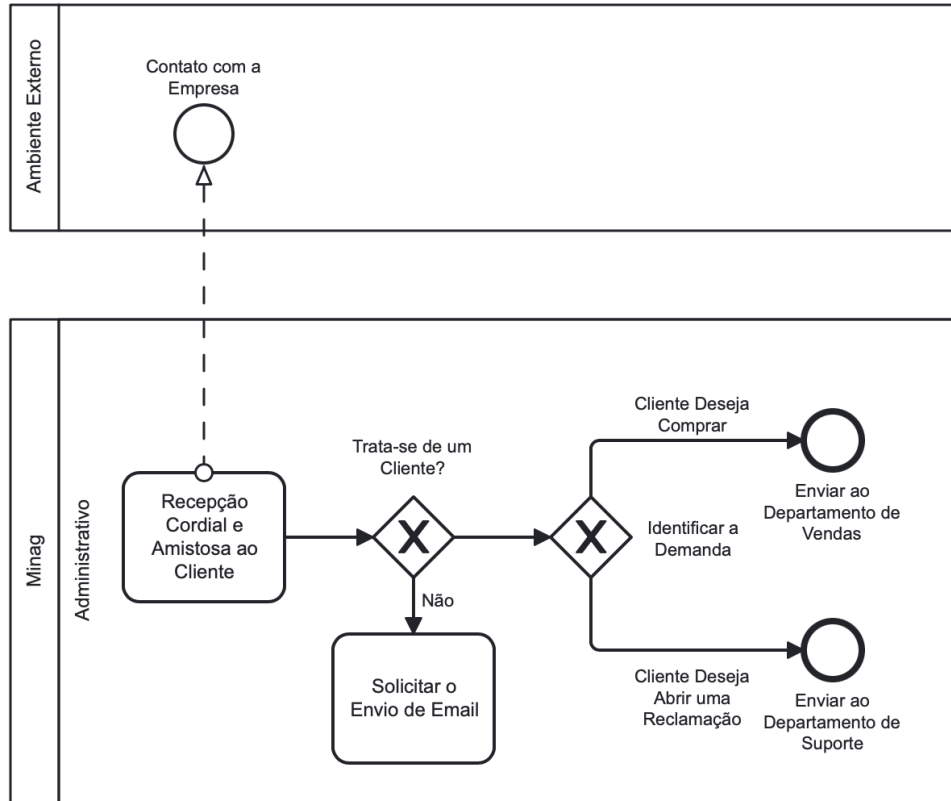 Ambiente Externo
Contato com a
Empresa
Minag
Administrativo
Recepção
Cordial e
Amistosa ao
Cliente
Trata-se de um
Cliente?
X
Não
Solicitar o
Envio de Email
X
Identificar a
Demanda
Cliente Deseja
Comprar
Enviar ao
Departamento de
Vendas
Cliente Deseja
Abrir uma
Reclamação
Enviar ao
Departamento de
Suporte